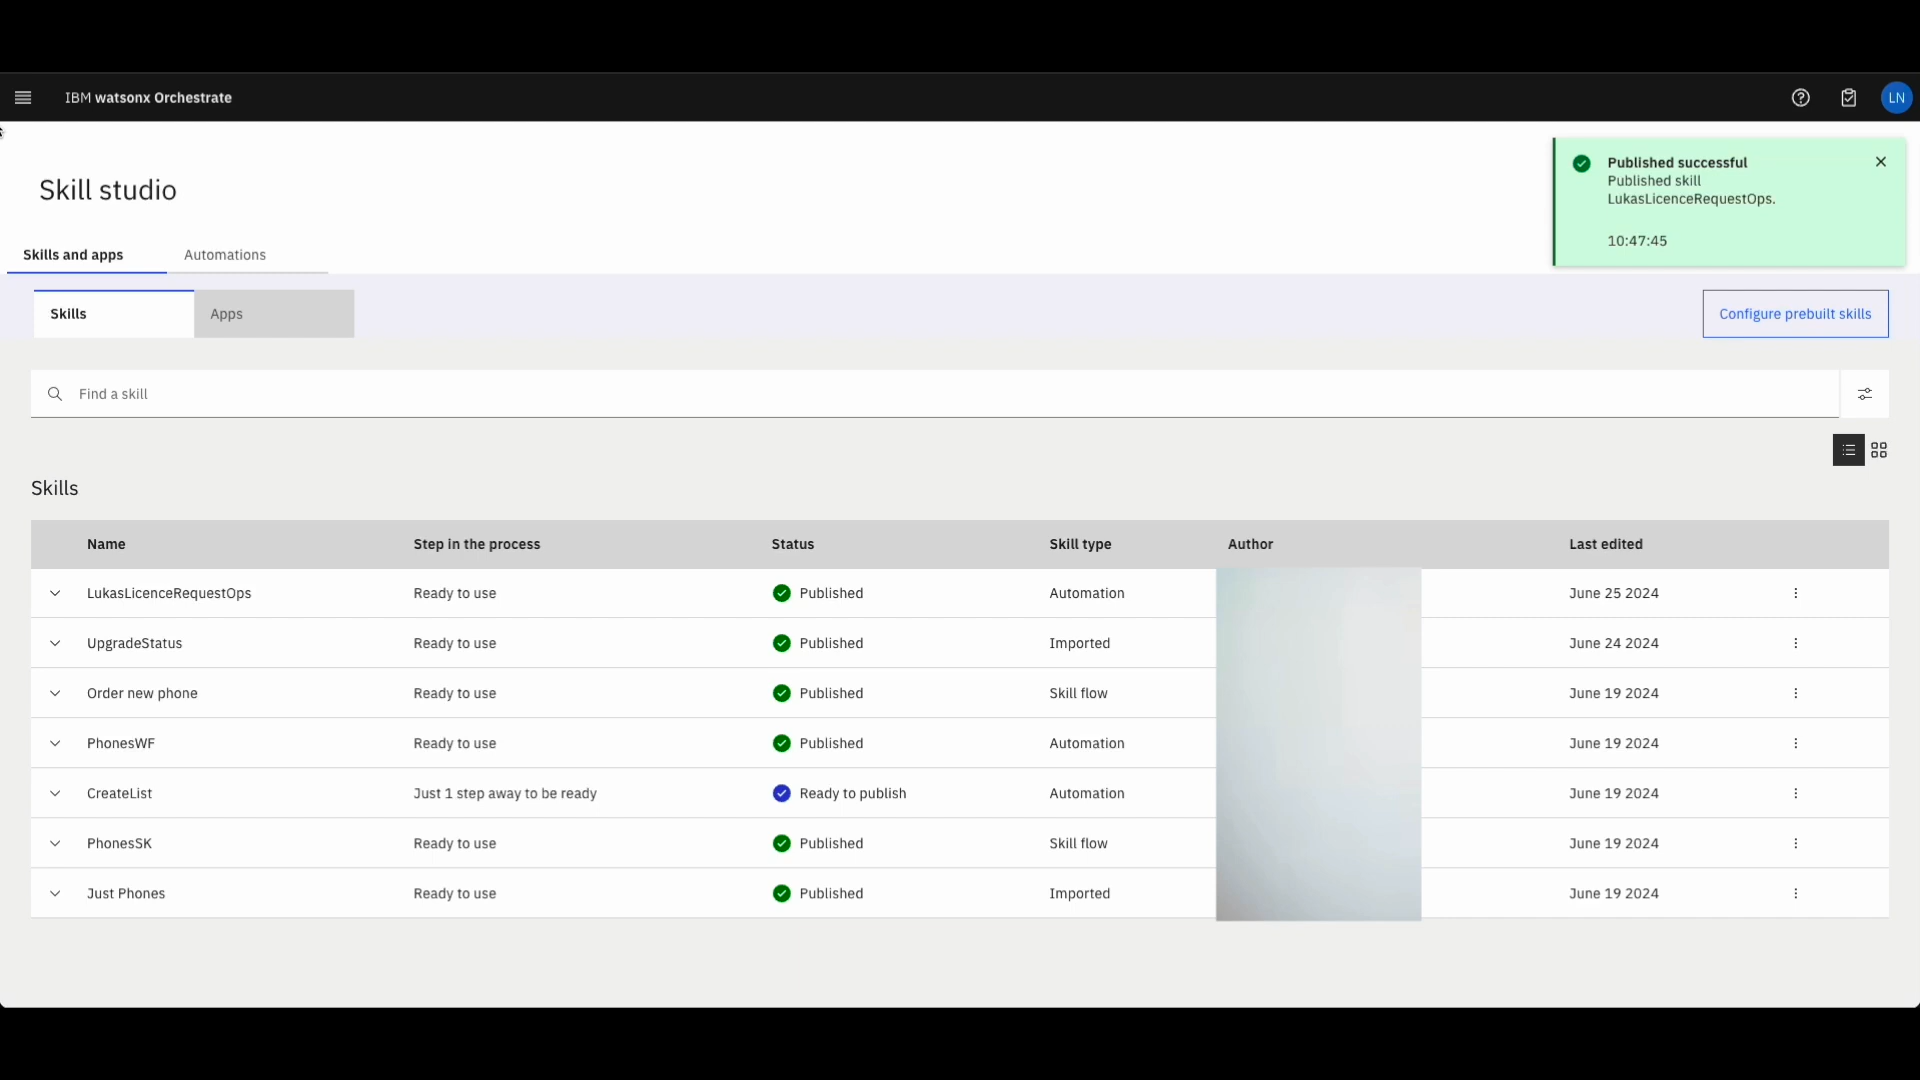 IBM watsonx Orchestrate
LN
Skill studio
Published successful
Published skill
LukasLicenceRequestOps.
10:47:45
Skills and apps Automations
Skills Apps Configure prebuilt skills
Find a skill
Skills
Name Step in the process Status Skill type Author Last edited
LukasLicenceRequestOps Ready to use Published Automation June 25 2024
UpgradeStatus Ready to use Published Imported June 24 2024
Order new phone Ready to use Published Skill flow June 19 2024
PhonesWF Ready to use Published Automation June 19 2024
CreateList Just 1 step away to be ready Ready to publish Automation June 19 2024
PhonesSK Ready to use Published Skill flow June 19 2024
Just Phones Ready to use Published Imported June 19 2024